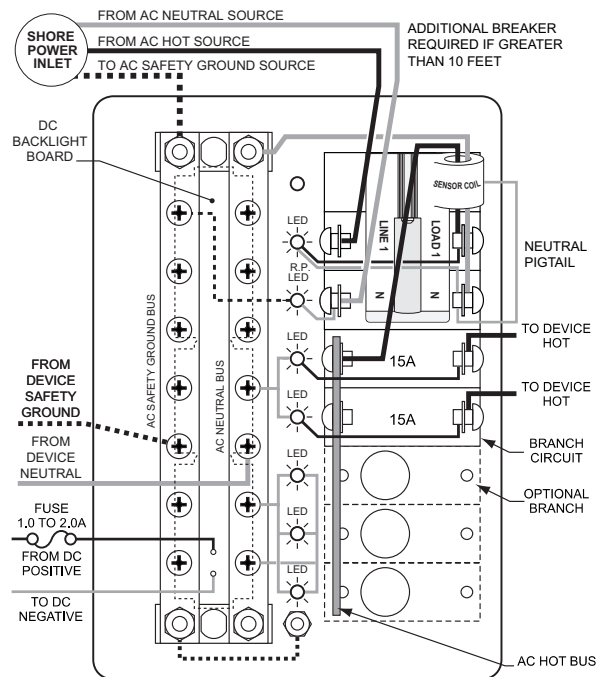 FROM AC NEUTRAL SOURCE
SHORE
POWER
INLET
FROM AC HOT SOURCE
TO AC SAFETY GROUND SOURCE
ADDITIONAL BREAKER
REQUIRED IF GREATER
THAN 10 FEET
DC
BACKLIGHT
BOARD
SENSOR COIL
LED
LINE 1
LOAD 1
R.P.
LED
N
N
NEUTRAL
PIGTAIL
AC SAFETY GROUND BUS
AC NEUTRAL BUS
LED
15A
TO DEVICE
HOT
FROM
DEVICE
SAFETY
GROUND
LED
15A
TO DEVICE
HOT
FROM
DEVICE
NEUTRAL
BRANCH
CIRCUIT
LED
OPTIONAL
BRANCH
FUSE
1.0 TO 2.0A
LED
FROM DC
POSITIVE
LED
TO DC
NEGATIVE
AC HOT BUS